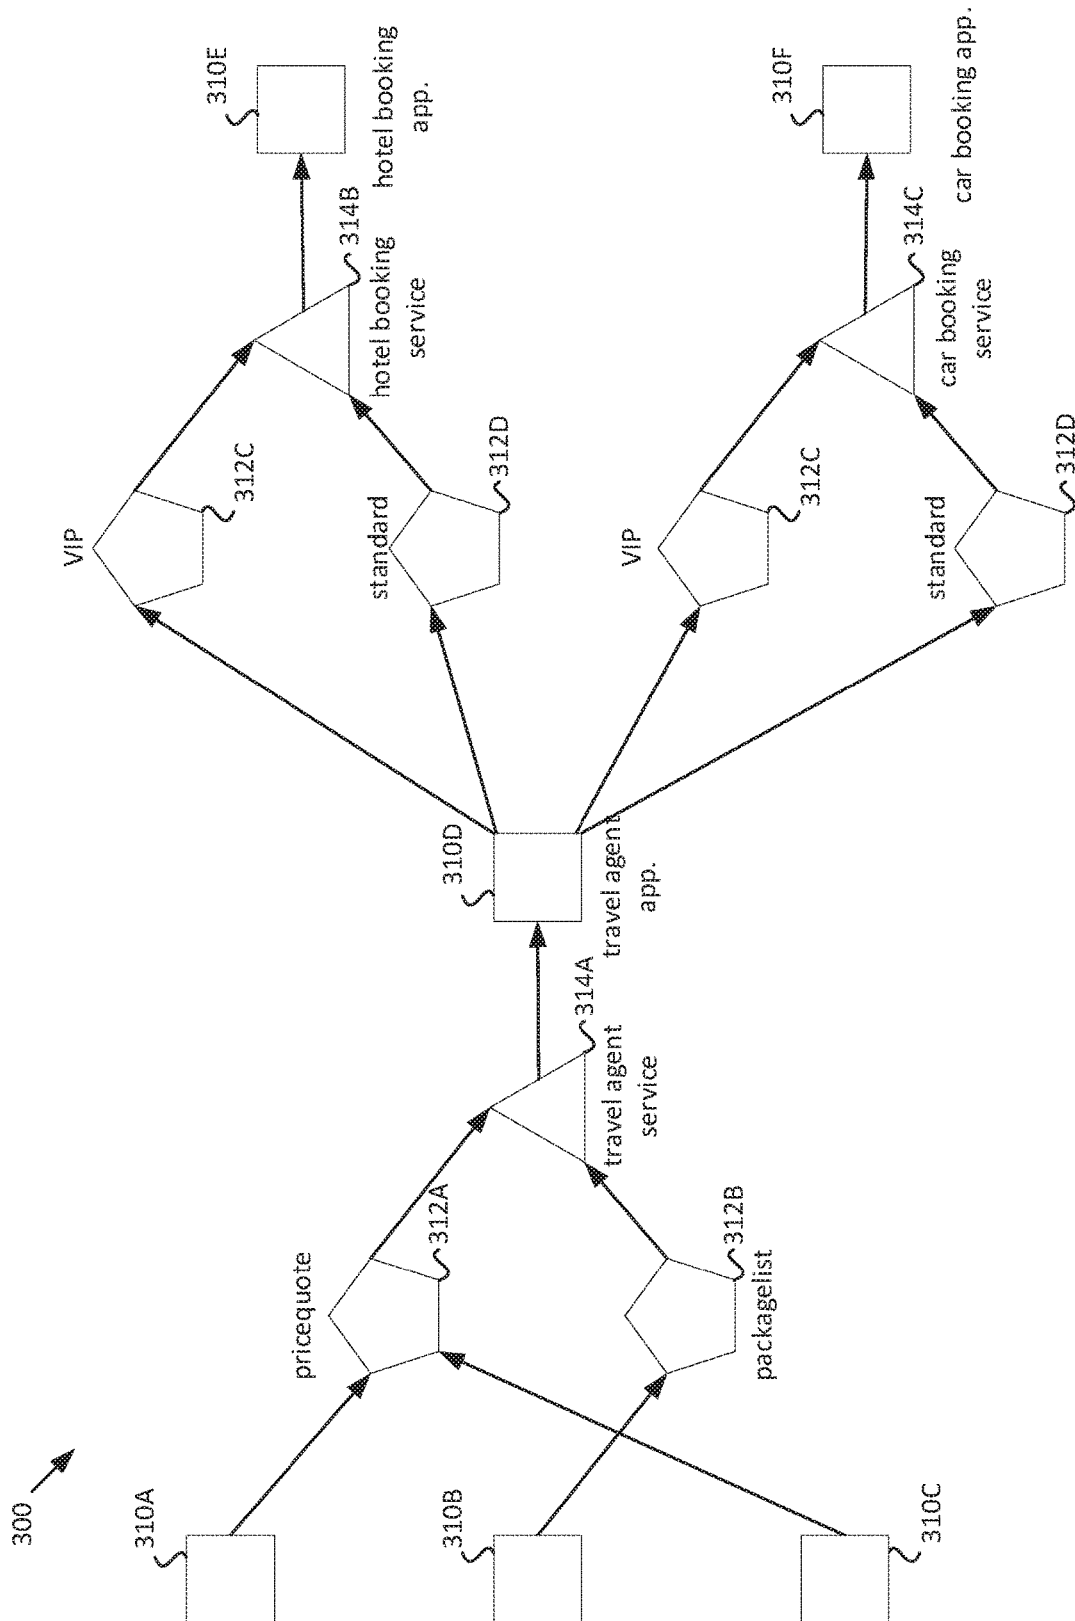 300
310A
310B
310C
pricequote
312A
packagelist
312B
314A
travel agent
service
310D
travel agent
app.
VIP
312C
standard
312D
VIP
312C
standard
312D
314B
hotel booking
service
314C
car booking
service
310E
hotel booking
app.
310F
car booking app.